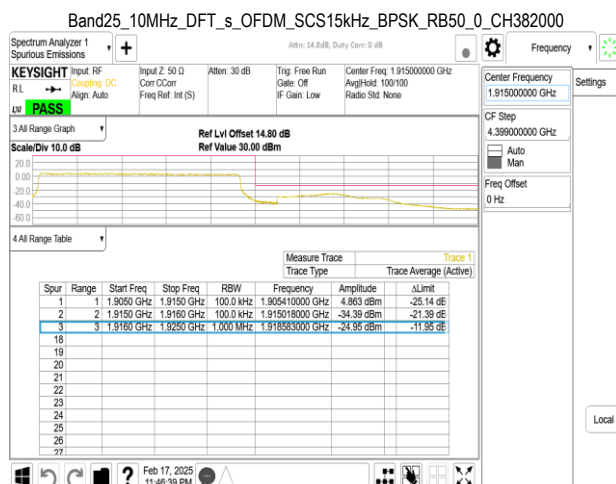 Band25_10MHz_DFT_s_OFDM_SCS15kHz_BPSK_RB50_0_CH382000
Spectrum Analyzer 1
Spurious Emissions
Attn: 14.8dB, Duty Corr: 0 dB
Frequency
KEYSIGHT
RL
Input: RF
Coupling: DC
Align: Auto
Input Z: 50 Ω
Corr CCorr
Freq Ref: Int (S)
Atten: 30 dB
Trig: Free Run
Gate: Off
IF Gain: Low
Center Freq: 1.915000000 GHz
Avg|Hold: 100/100
Radio Std: None
PASS
Center Frequency
1.915000000 GHz
Settings
CF Step
4.399000000 GHz
Auto
Man
Freq Offset
0 Hz
3 All Range Graph
Scale/Div 10.0 dB
Ref Lvl Offset 14.80 dB
Ref Value 30.00 dBm
20.0
0.00
-20.0
-40.0
-60.0
4 All Range Table
Measure Trace Trace 1
Trace Type Trace Average (Active)
Spur Range Start Freq Stop Freq RBW Frequency Amplitude ΔLimit
1 1 1.9050 GHz 1.9150 GHz 100.0 kHz 1.905410000 GHz 4.863 dBm -25.14 dB
2 2 1.9150 GHz 1.9160 GHz 100.0 kHz 1.915018000 GHz -34.39 dBm -21.39 dB
3 3 1.9160 GHz 1.9250 GHz 1.000 MHz 1.918583000 GHz -24.95 dBm -11.95 dB
18
19
20
21
22
23
24
25
26
27
Local
Feb 17, 2025
11:46:39 PM